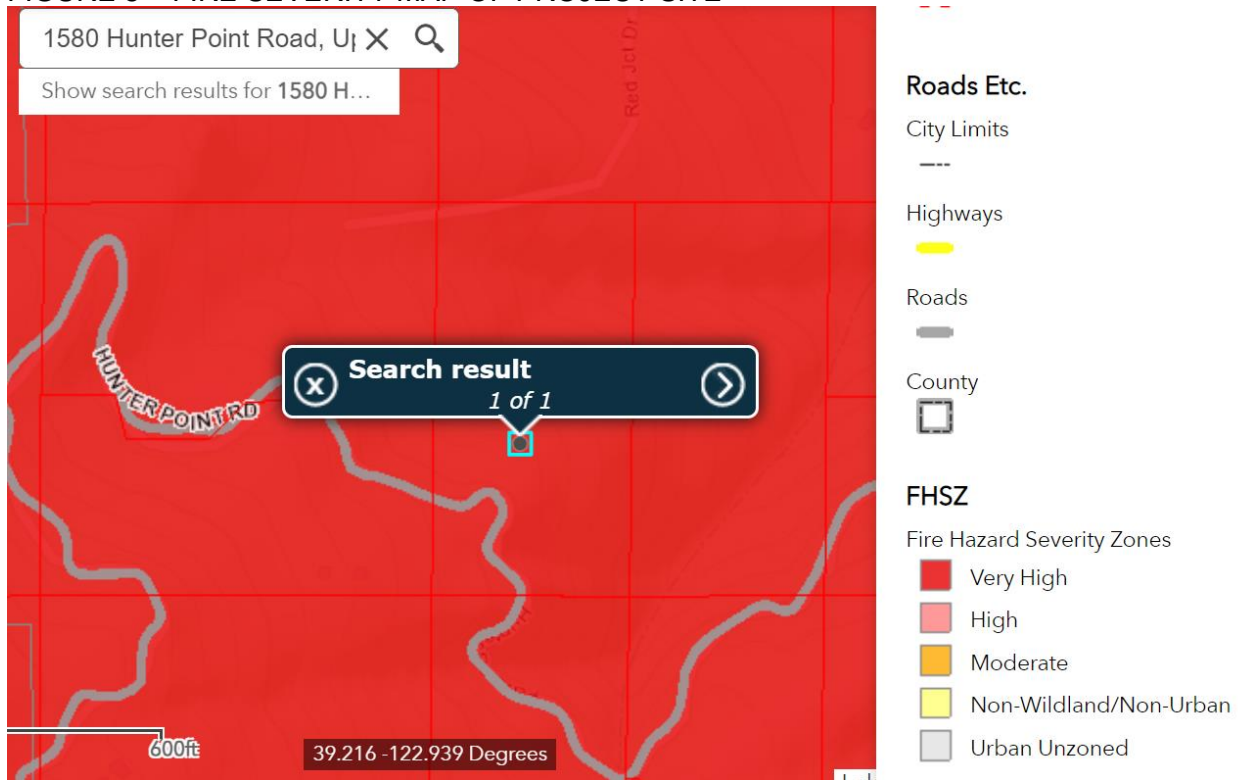 1580 Hunter Point Road, Up
Show search results for 1580 H...
Red Jct Dr
HUNTER POINT RD
Search result
1 of 1
600ft
39.216 -122.939 Degrees
Roads Etc.
City Limits
Highways
Roads
County
FHSZ
Fire Hazard Severity Zones
Very High
High
Moderate
Non-Wildland/Non-Urban
Urban Unzoned